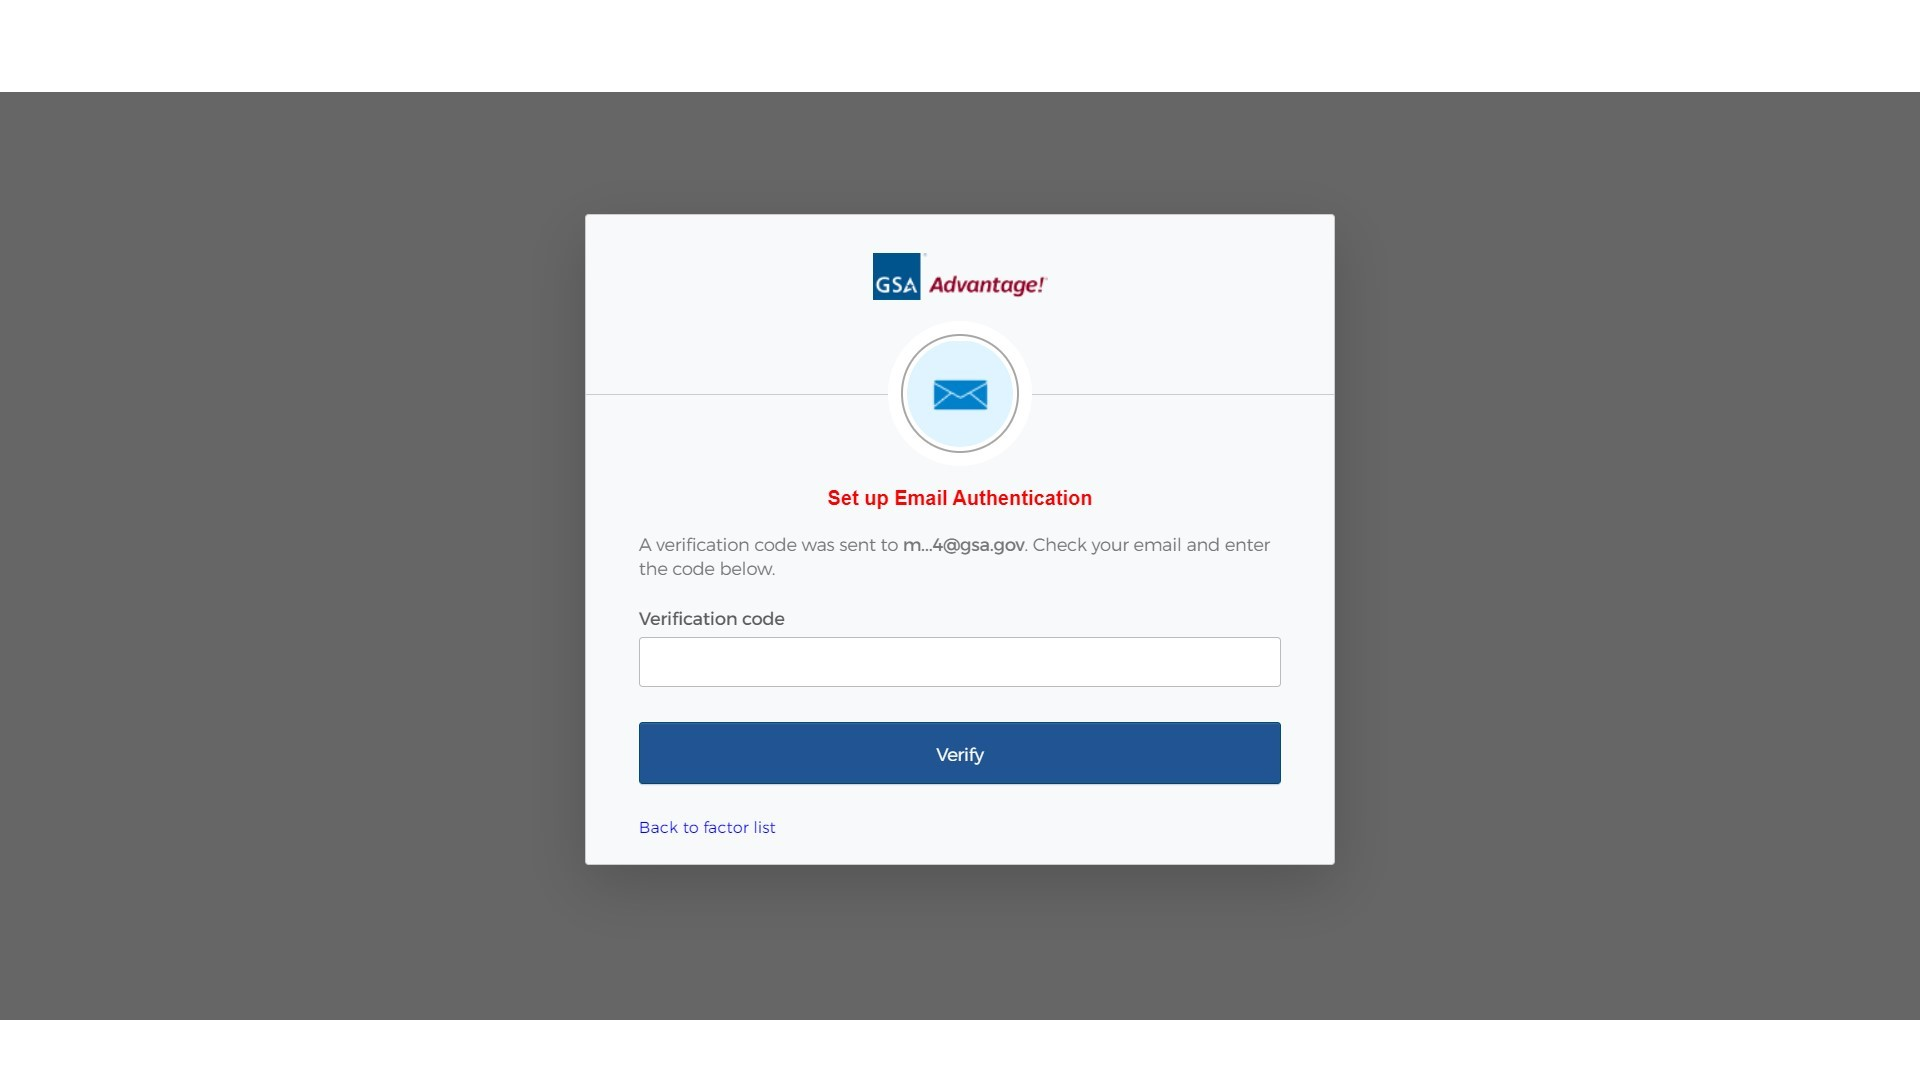 GSA Advantage!
Set up Email Authentication
A verification code was sent to m...4@gsa.gov. Check your email and enter
the code below.
Verification code
Verify
Back to factor list